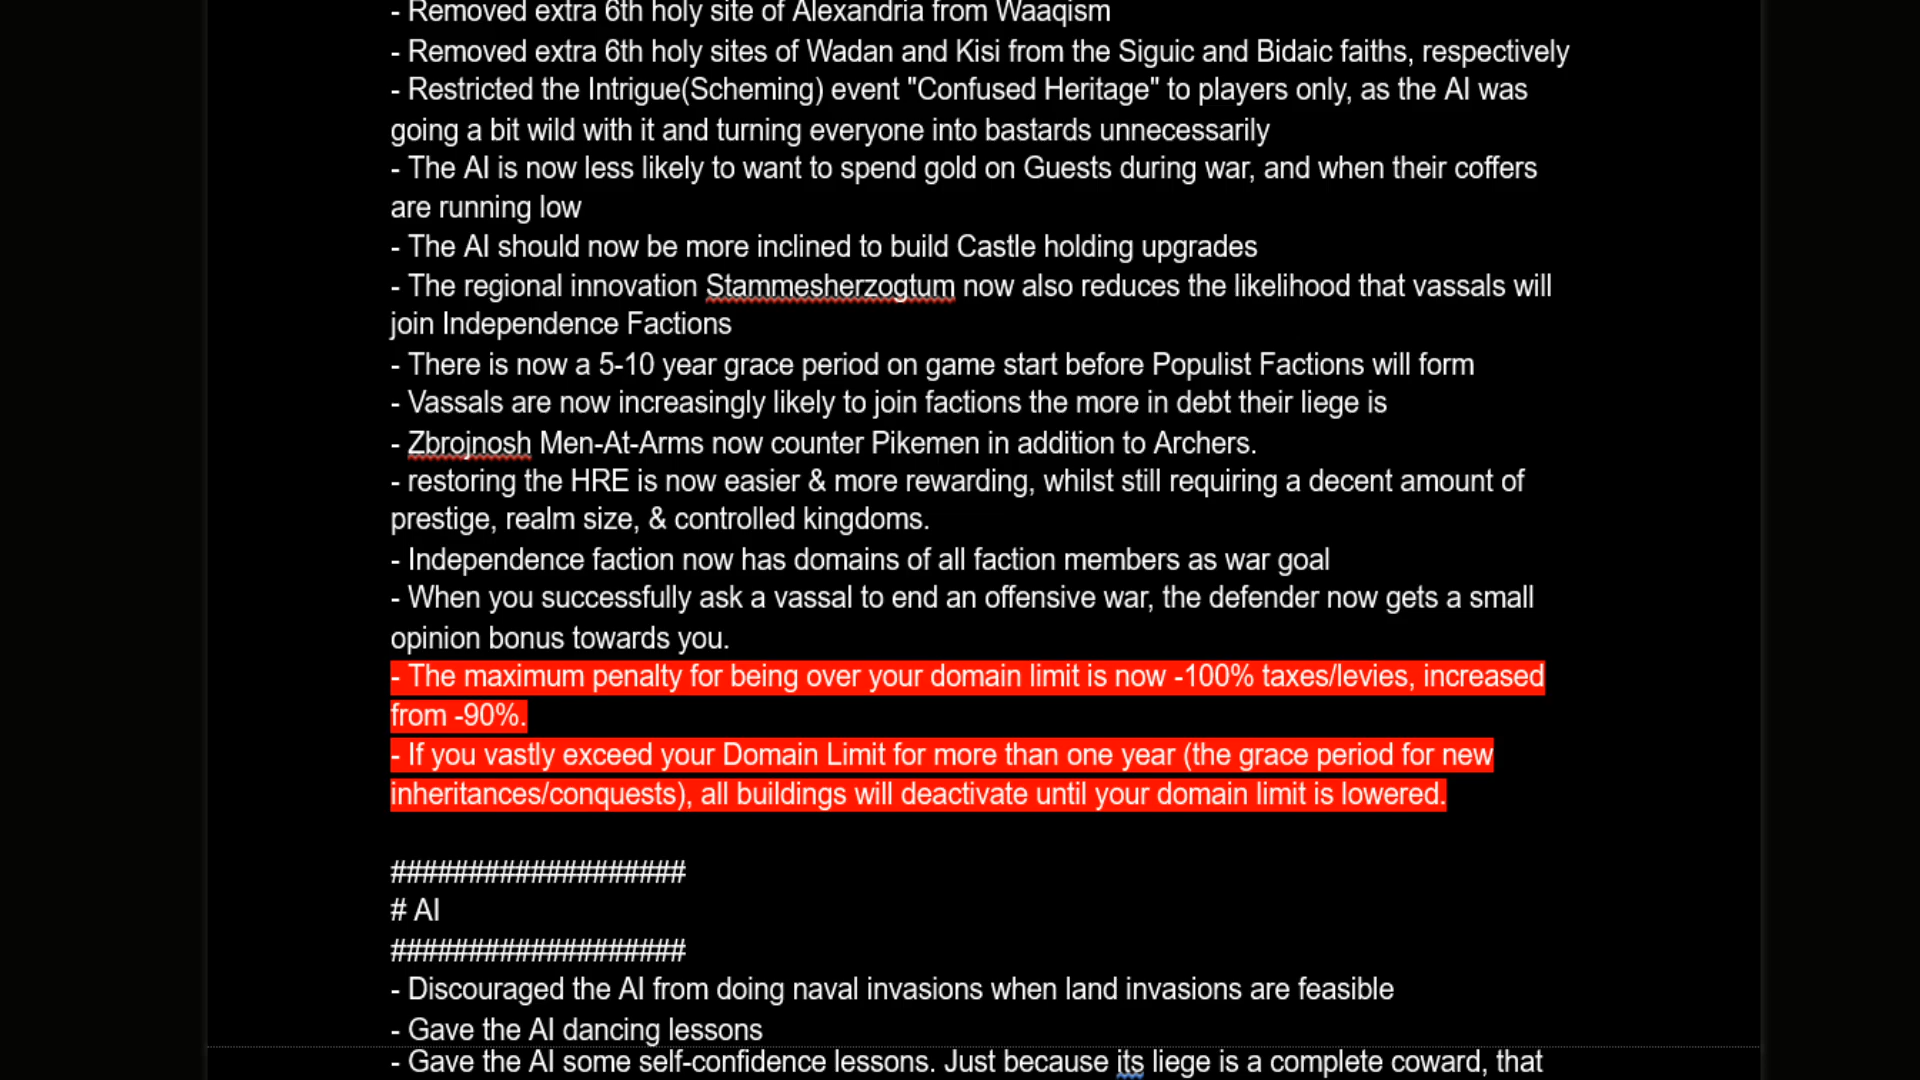 - Removed extra 6th holy site of Alexandria from Waaqism
- Removed extra 6th holy sites of Wadan and Kisi from the Siguic and Bidaic faiths, respectively
- Restricted the Intrigue(Scheming) event "Confused Heritage" to players only, as the AI was
going a bit wild with it and turning everyone into bastards unnecessarily
- The AI is now less likely to want to spend gold on Guests during war, and when their coffers
are running low
- The AI should now be more inclined to build Castle holding upgrades
- The regional innovation Stammesherzogtum now also reduces the likelihood that vassals will
join Independence Factions
- There is now a 5-10 year grace period on game start before Populist Factions will form
- Vassals are now increasingly likely to join factions the more in debt their liege is
- Zbrojnosh Men-At-Arms now counter Pikemen in addition to Archers.
- restoring the HRE is now easier & more rewarding, whilst still requiring a decent amount of
prestige, realm size, & controlled kingdoms.
- Independence faction now has domains of all faction members as war goal
- When you successfully ask a vassal to end an offensive war, the defender now gets a small
opinion bonus towards you.
- The maximum penalty for being over your domain limit is now -100% taxes/levies, increased
from -90%.
- If you vastly exceed your Domain Limit for more than one year (the grace period for new
inheritances/conquests), all buildings will deactivate until your domain limit is lowered.
###################
# AI
###################
- Discouraged the AI from doing naval invasions when land invasions are feasible
- Gave the AI dancing lessons
- Gave the AI some self-confidence lessons. Just because its liege is a complete coward, that